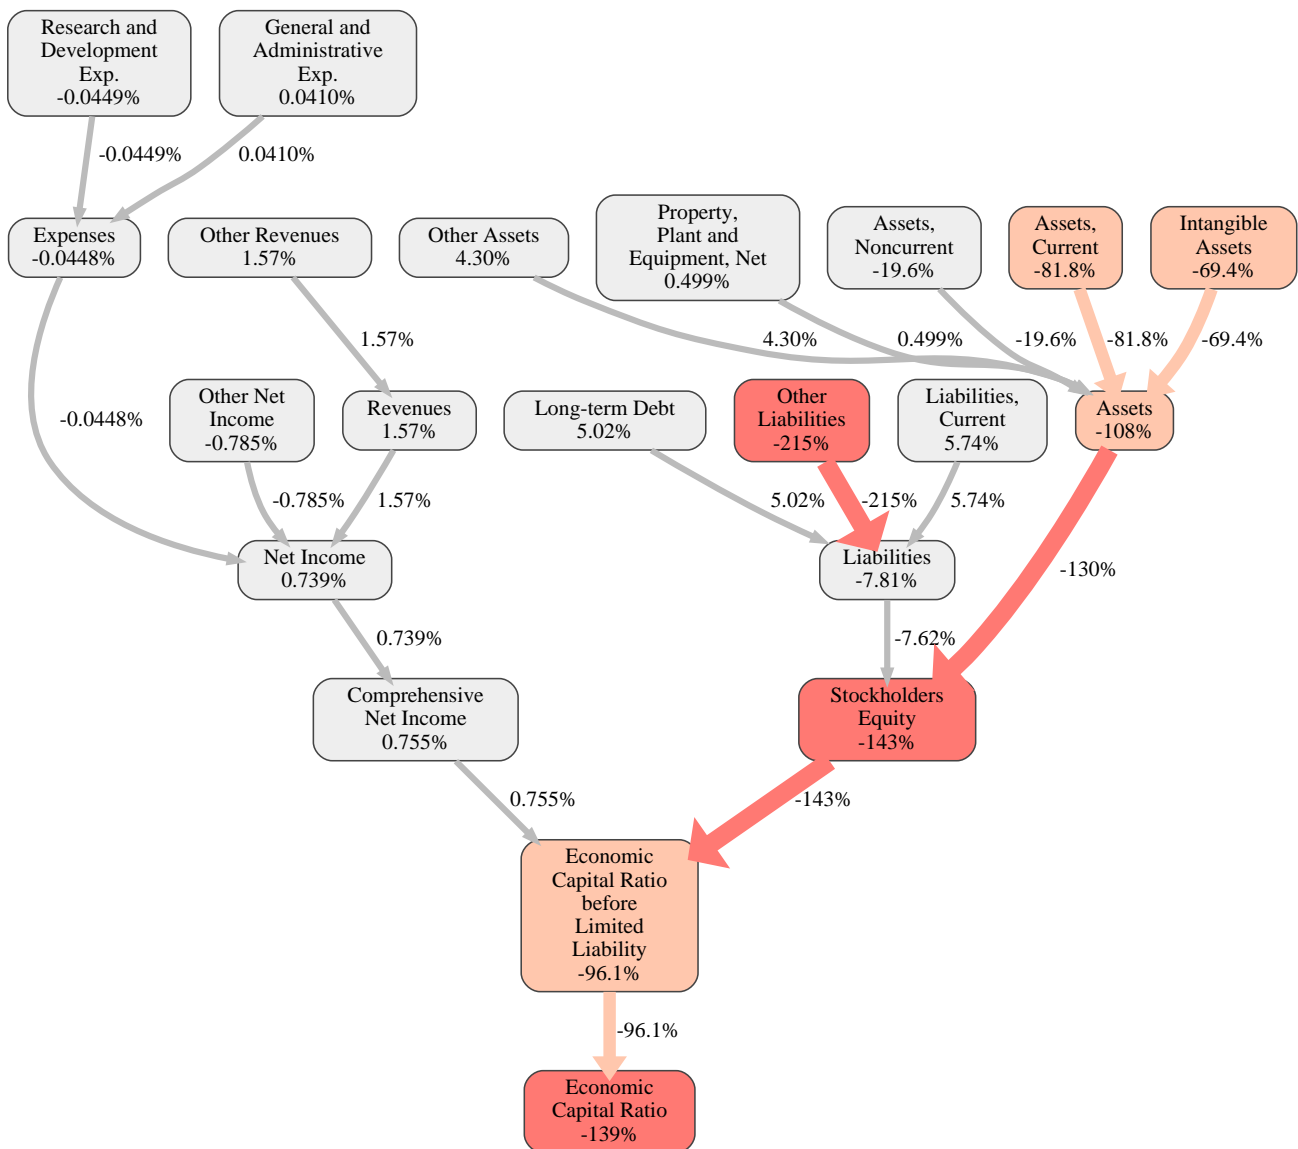 Research and
Development
Exp.
-0.0449%
General and
Administrative
Exp.
0.0410%
-0.0449%
0.0410%
Expenses
-0.0448%
Other Revenues
1.57%
Other Assets
4.30%
Property,
Plant and
Equipment, Net
0.499%
Assets,
Noncurrent
-19.6%
Assets,
Current
-81.8%
Intangible
Assets
-69.4%
1.57%
4.30%
0.499%
-19.6%
-81.8%
-69.4%
-0.0448%
Other Net
Income
-0.785%
Revenues
1.57%
Long-term Debt
5.02%
Other
Liabilities
-215%
Liabilities,
Current
5.74%
Assets
-108%
-0.785%
1.57%
5.02%
-215%
5.74%
-130%
Net Income
0.739%
Liabilities
-7.81%
0.739%
-7.62%
Comprehensive
Net Income
0.755%
Stockholders
Equity
-143%
0.755%
-143%
Economic
Capital Ratio
before
Limited
Liability
-96.1%
-96.1%
Economic
Capital Ratio
-139%